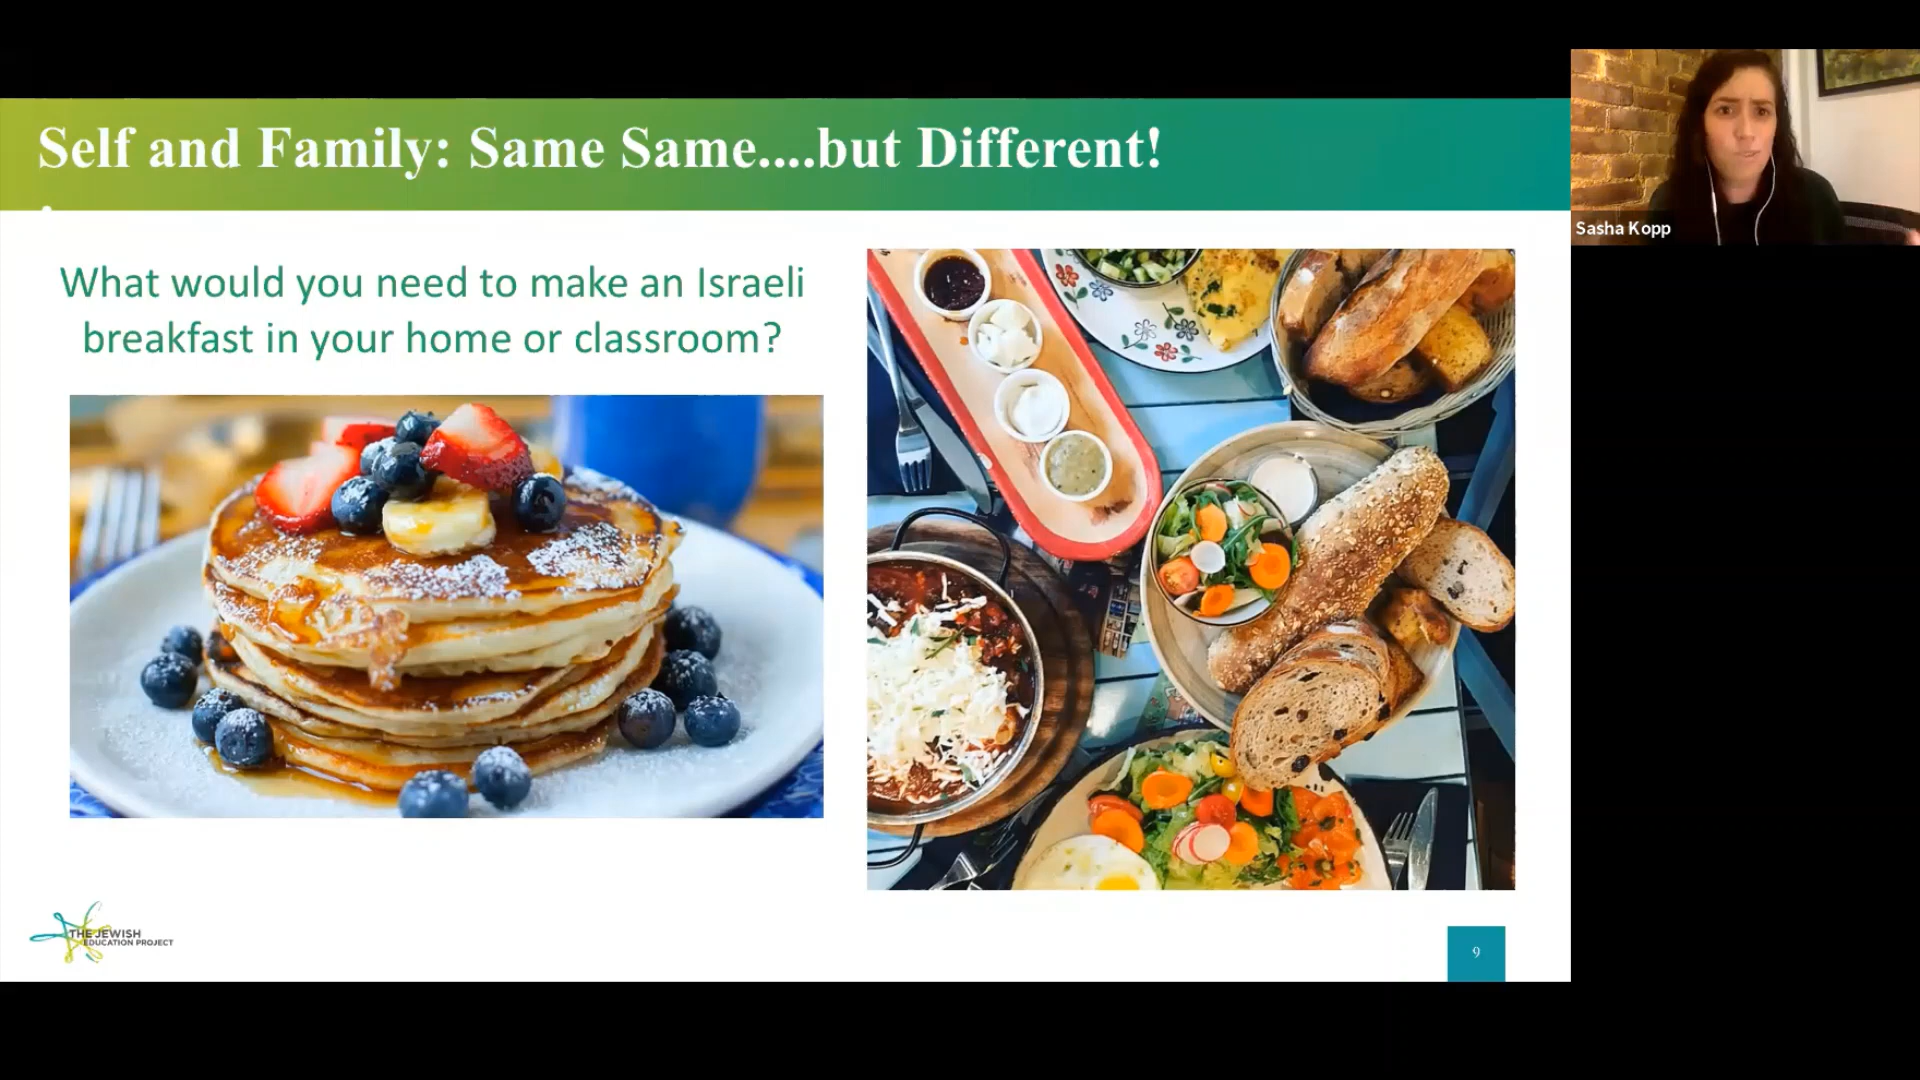 Self and Family: Same Same....but Different!
What would you need to make an Israeli
breakfast in your home or classroom?
THE JEWISH
EDUCATION PROJECT
9
Sasha Kopp